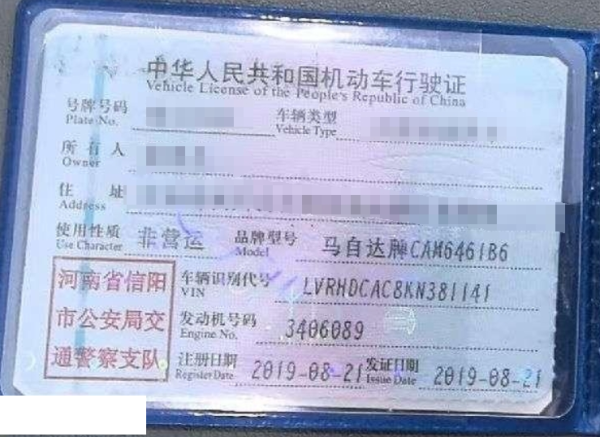 中华人民共和国机动车行驶证
Vehicle License of the People's Republic of China
号牌号码 车辆类型
Plate No. Vehicle Type
所有人
Owner
住址
Address
使用性质 非营运 品牌型号 马自达牌CAM6461B6
Use Character Model
河南省信阳
市公安局交
通警察支队
车辆识别代号 LVRHDCAC8KN381141
VIN
发动机号码 3406089
Engine No.
注册日期 2019-08-21 发证日期 2019-08-21
Register Date Issue Date